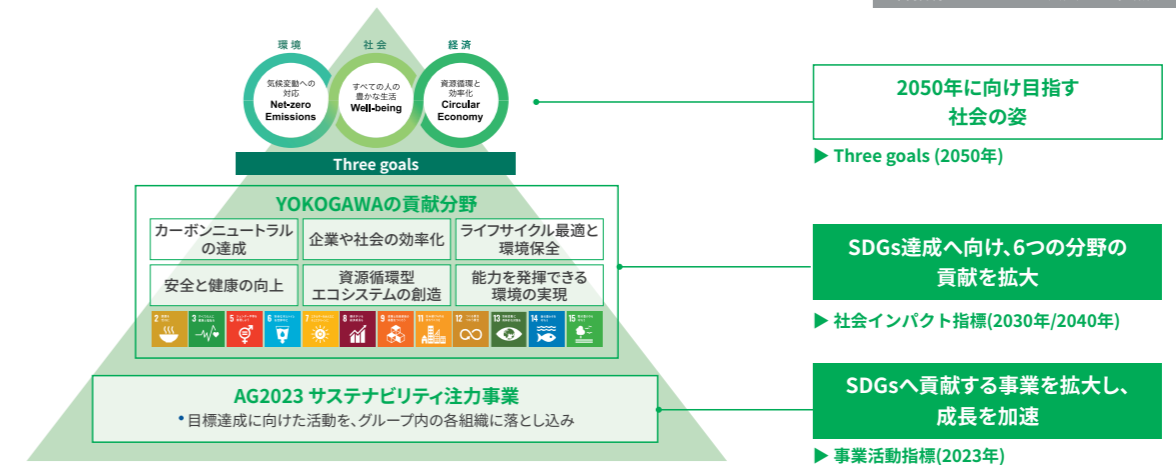 環境
社会
経済
気候変動への
対応
Net-zero
Emissions
すべての人の
豊かな生活
Well-being
資源循環と
効率化
Circular
Economy
Three goals
2050年に向け目指す
社会の姿
▶ Three goals (2050年)
YOKOGAWAの貢献分野
カーボンニュートラル
の達成
企業や社会の効率化
ライフサイクル最適と
環境保全
安全と健康の向上
資源循環型
エコシステムの創造
能力を発揮できる
環境の実現
2
3
5
6
7
8
9
11
12
13
14
15
SDGs達成へ向け、6つの分野の
貢献を拡大
▶ 社会インパクト指標(2030年/2040年)
AG2023 サステナビリティ注力事業
•目標達成に向けた活動を、グループ内の各組織に落とし込み
SDGsへ貢献する事業を拡大し、
成長を加速
▶ 事業活動指標(2023年)